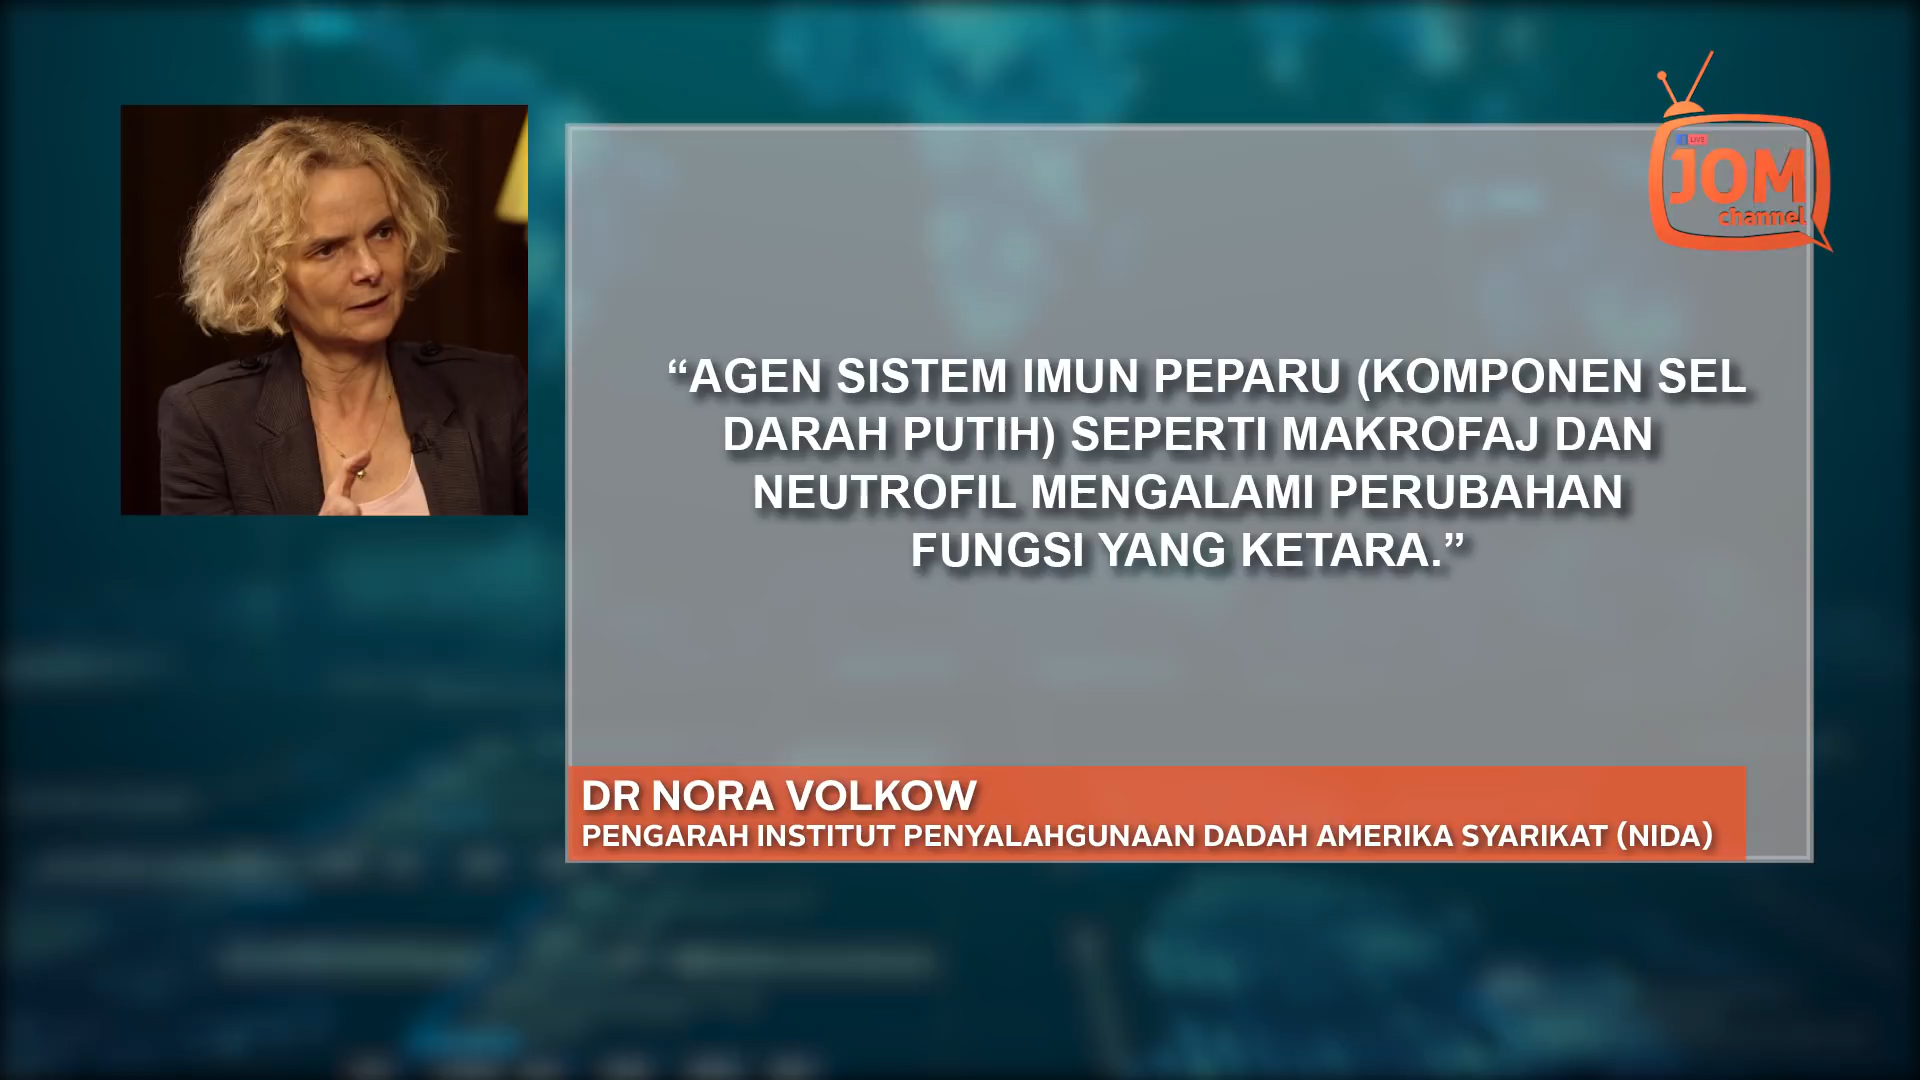 LIVE
JOM
channel
“AGEN SISTEM IMUN PEPARU (KOMPONEN SEL
DARAH PUTIH) SEPERTI MAKROFAJ DAN
NEUTROFIL MENGALAMI PERUBAHAN
FUNGSI YANG KETARA.”
DR NORA VOLKOW
PENGARAH INSTITUT PENYALAHGUNAAN DADAH AMERIKA SYARIKAT (NIDA)